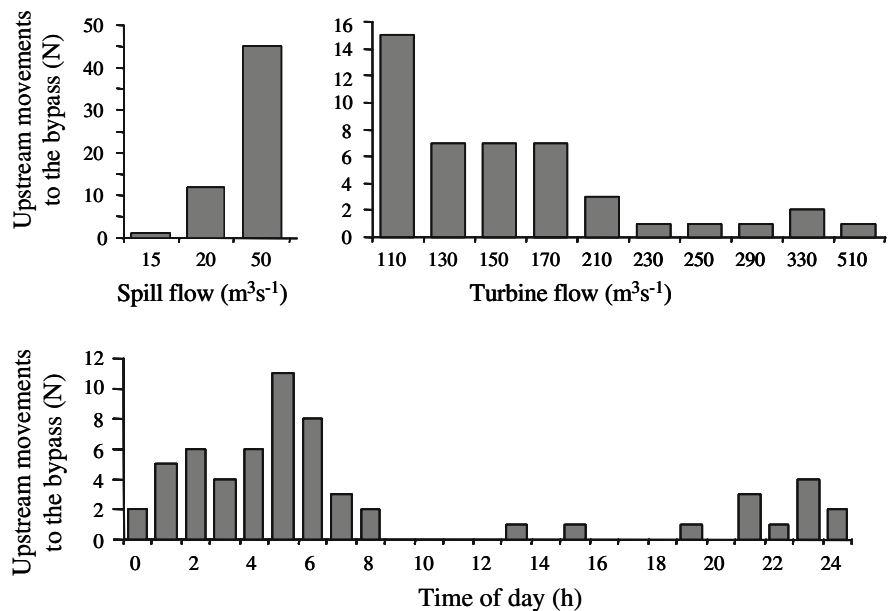 Upstream movements
to the bypass (N)
50
40
30
20
10
0
15 20 50
Spill flow (m³s⁻¹)
16
14
12
10
8
6
4
2
0
110 130 150 170 210 230 250 290 330 510
Turbine flow (m³s⁻¹)
Upstream movements
to the bypass (N)
12
10
8
6
4
2
0
0 2 4 6 8 10 12 14 16 18 20 22 24
Time of day (h)